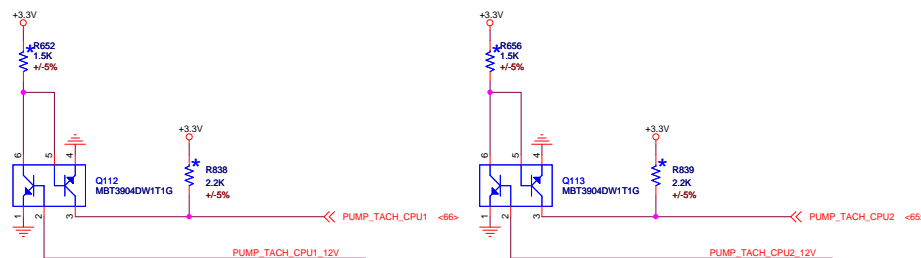 +3.3V
*R652
1.5K
+/-5%
6
5
4
Q112
MBT3904DW1T1G
1
2
3
+3.3V
*
R838
2.2K
+/-5%
PUMP_TACH_CPU1 <66>
PUMP_TACH_CPU1_12V
+3.3V
*R656
1.5K
+/-5%
6
5
4
Q113
MBT3904DW1T1G
1
2
3
+3.3V
*
R839
2.2K
+/-5%
PUMP_TACH_CPU2 <65>
PUMP_TACH_CPU2_12V